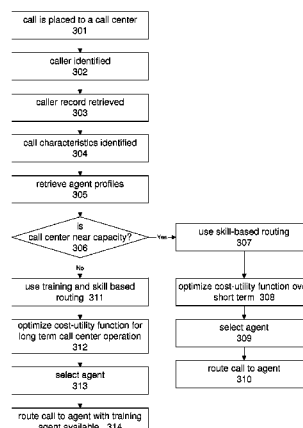 call is placed to a call center
301
caller identified
302
caller record retrieved
303
call characteristics identified
304
retrieve agent profiles
305
is
call center near capacity?
306
Yes
No
use skill-based routing
307
optimize cost-utility function ove
short term 308
select agent
309
route call to agent
310
use training and skill based
routing 311
optimize cost-utility function for
long term call center operation
312
select agent
313
route call to agent with training
agent available 314